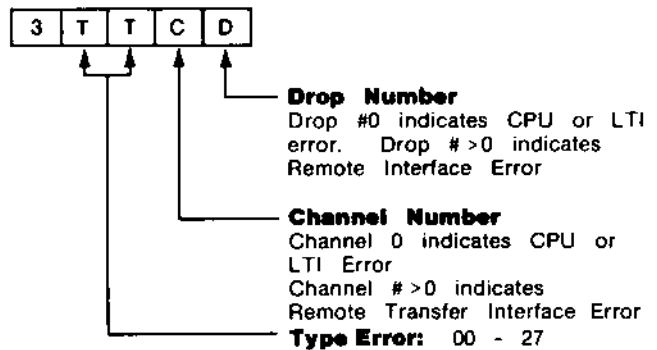 3 T T C D
Drop Number
Drop #0 indicates CPU or LTI
error. Drop # >0 indicates
Remote Interface Error
Channel Number
Channel 0 indicates CPU or
LTI Error
Channel # >0 indicates
Remote Transfer Interface Error
Type Error: 00 - 27